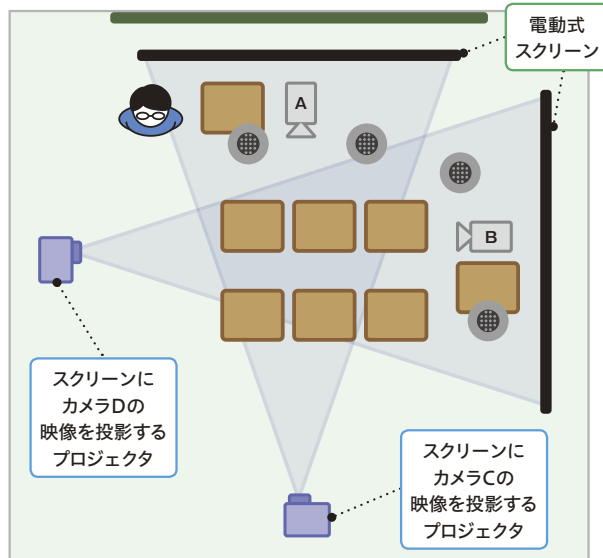 電動式
スクリーン
A
B
スクリーンに
カメラDの
映像を投影する
プロジェクタ
スクリーンに
カメラCの
映像を投影する
プロジェクタ